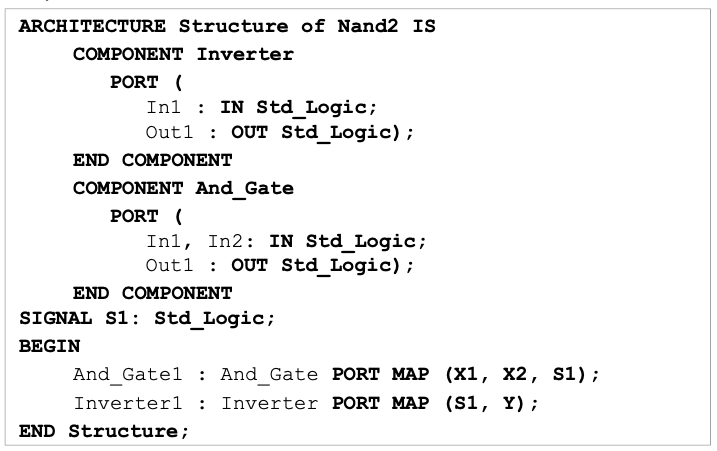 ARCHITECTURE Structure of Nand2 IS
COMPONENT Inverter
PORT (
In1 : IN Std_Logic;
Out1 : OUT Std_Logic);
END COMPONENT
COMPONENT And_Gate
PORT (
In1, In2: IN Std_Logic;
Out1 : OUT Std_Logic);
END COMPONENT
SIGNAL S1: Std_Logic;
BEGIN
And_Gate1 : And_Gate PORT MAP (X1, X2, S1);
Inverter1 : Inverter PORT MAP (S1, Y);
END Structure;